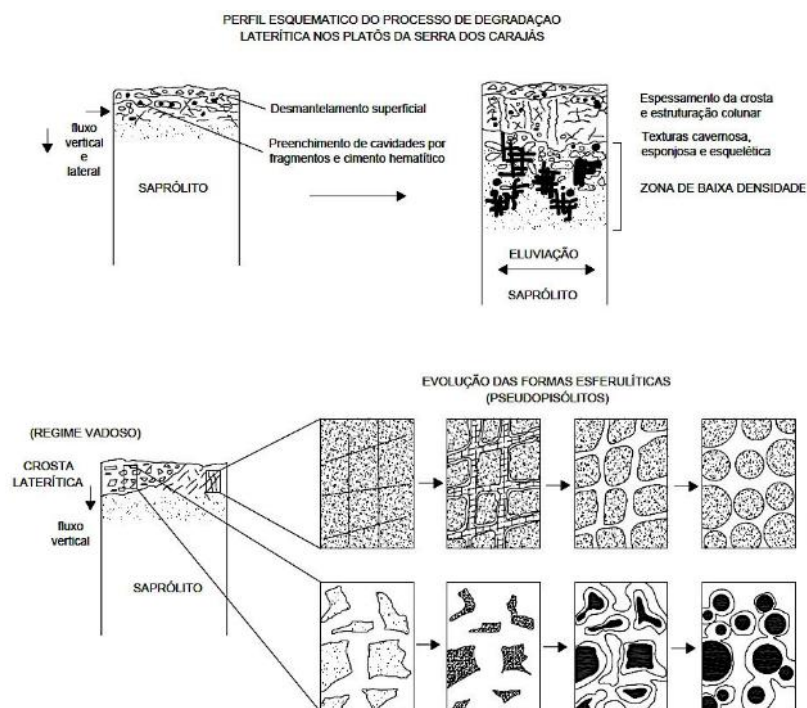 PERFIL ESQUEMATICO DO PROCESSO DE DEGRADAÇAO
LATERÍTICA NOS PLATÔS DA SERRA DOS CARAJÁS
fluxo
vertical
e
lateral
SAPRÓLITO
Desmantelamento superficial
Preenchimento de cavidades por
fragmentos e cimento hematítico
Espessamento da crosta
e estruturação colunar
Texturas cavernosa,
esponjosa e esquelética
ZONA DE BAIXA DENSIDADE
ELUVIAÇÃO
SAPRÓLITO
EVOLUÇÃO DAS FORMAS ESFERULÍTICAS
(PSEUDOPISÓLITOS)
(REGIME VADOSO)
CROSTA
LATERÍTICA
fluxo
vertical
SAPRÓLITO